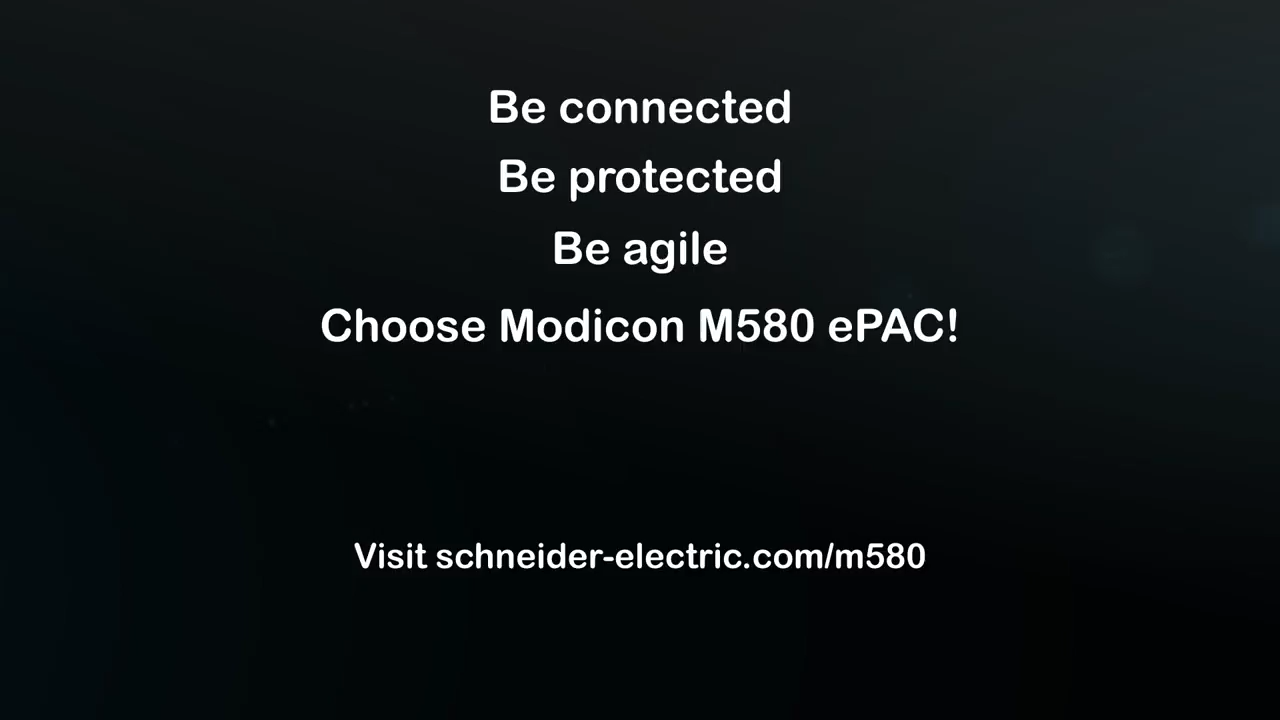 Be connected
Be protected
Be agile
Choose Modicon M580 ePAC!
Visit schneider-electric.com/m580